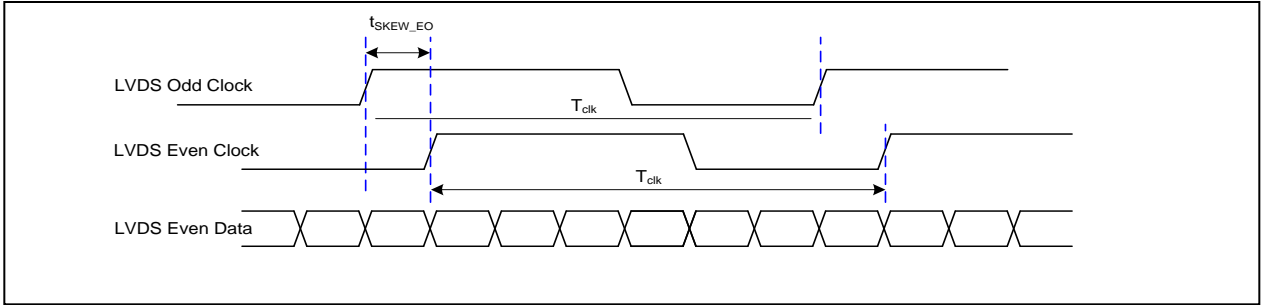 tSKEW_EO
LVDS Odd Clock
Tclk
LVDS Even Clock
Tclk
LVDS Even Data